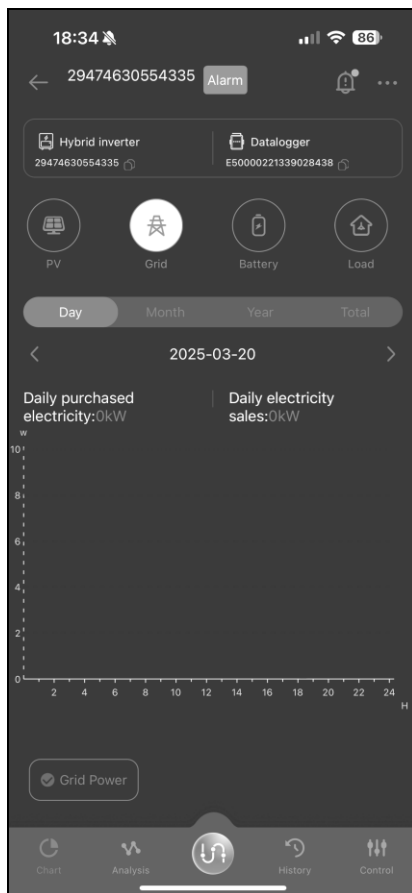 18:34
86
29474630554335 Alarm
Hybrid inverter
29474630554335
Datalogger
E50000221339028438
PV
Grid
Battery
Load
Day
Month
Year
Total
2025-03-20
Daily purchased
electricity:0kW
Daily electricity
sales:0kW
w
10
8
6
4
2
0
2 4 6 8 10 12 14 16 18 20 22 24
H
Grid Power
Chart
Analysis
History
Control